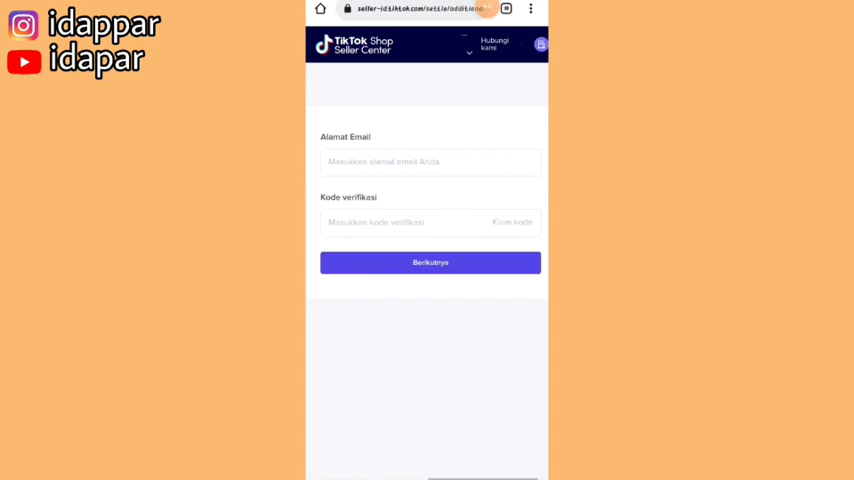 idappar
idapar
seller-id.tiktok.com/settle/additiona
TikTok Shop
Seller Center
Hubungi
kami
Alamat Email
Masukkan alamat email Anda
Kode verifikasi
Masukkan kode verifikasi
Kirim kode
Berikutnya